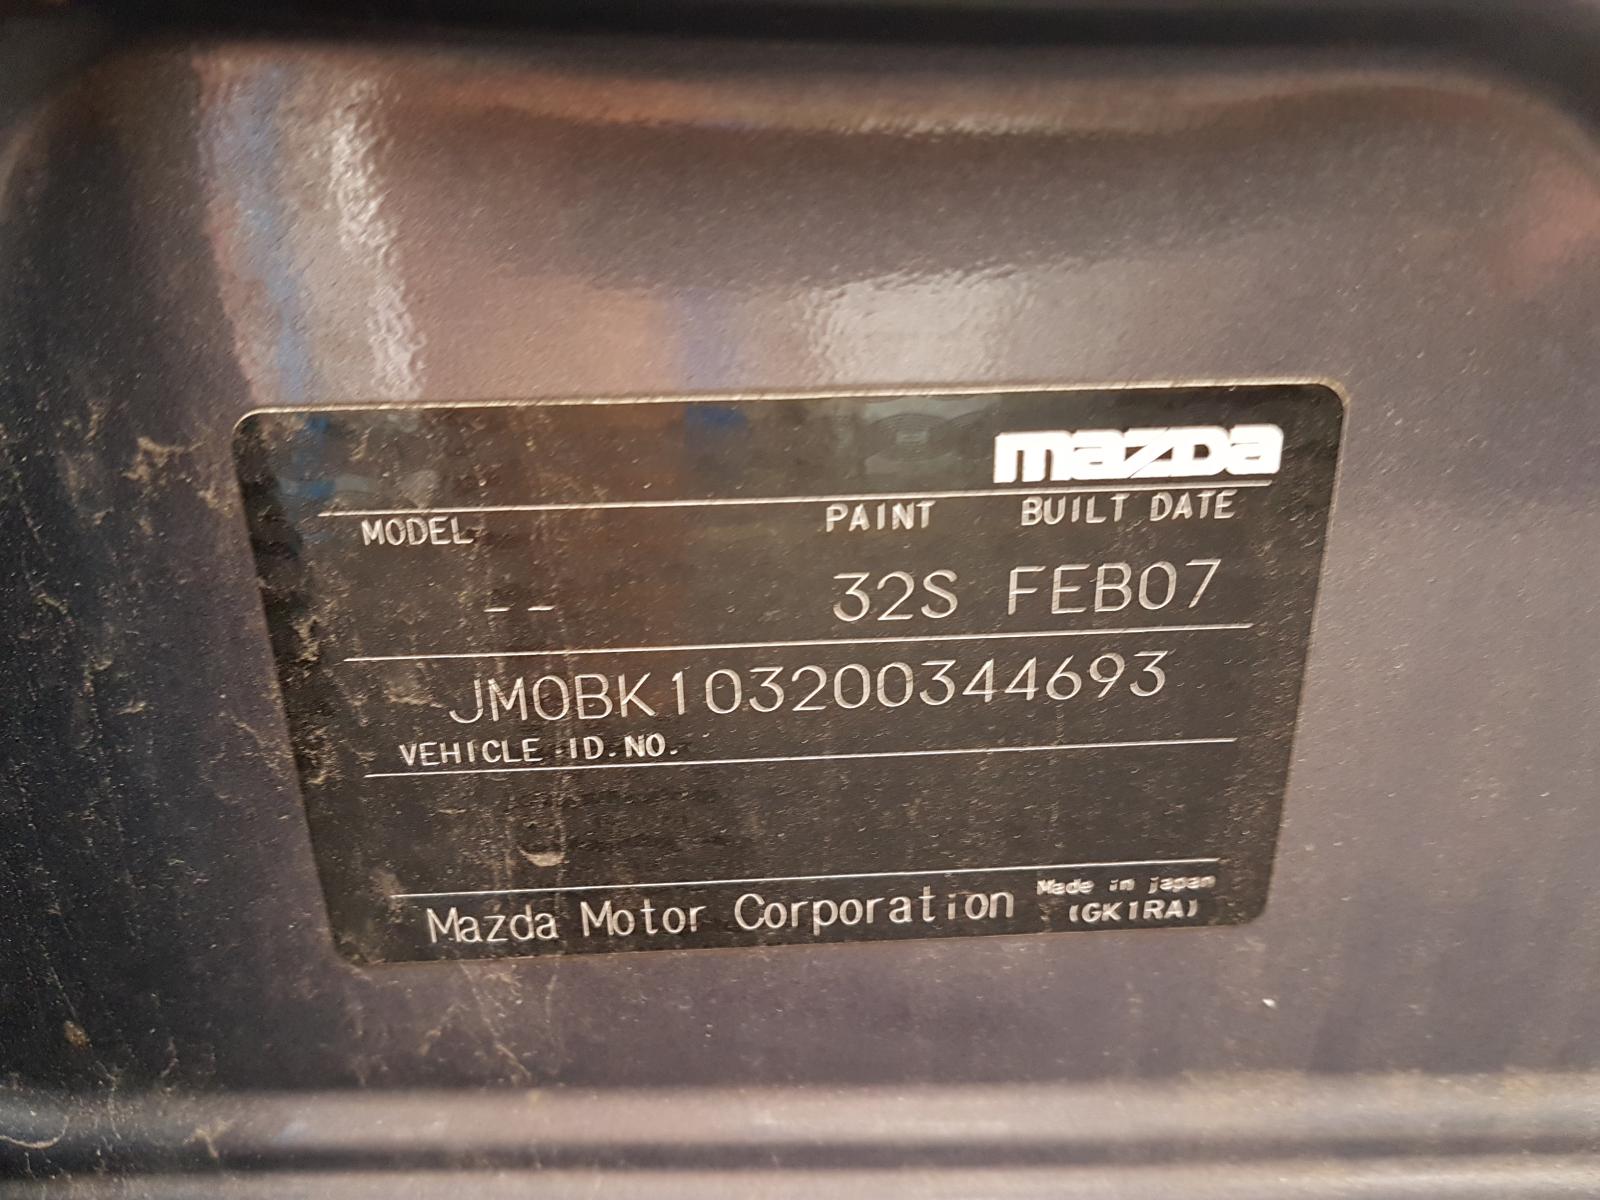 mazda
MODEL PAINT BUILT DATE
-- 32S FEB07
JM0BK103200344693
VEHICLE ID.NO.
Mazda Motor Corporation Made in japan
(GK1RA)